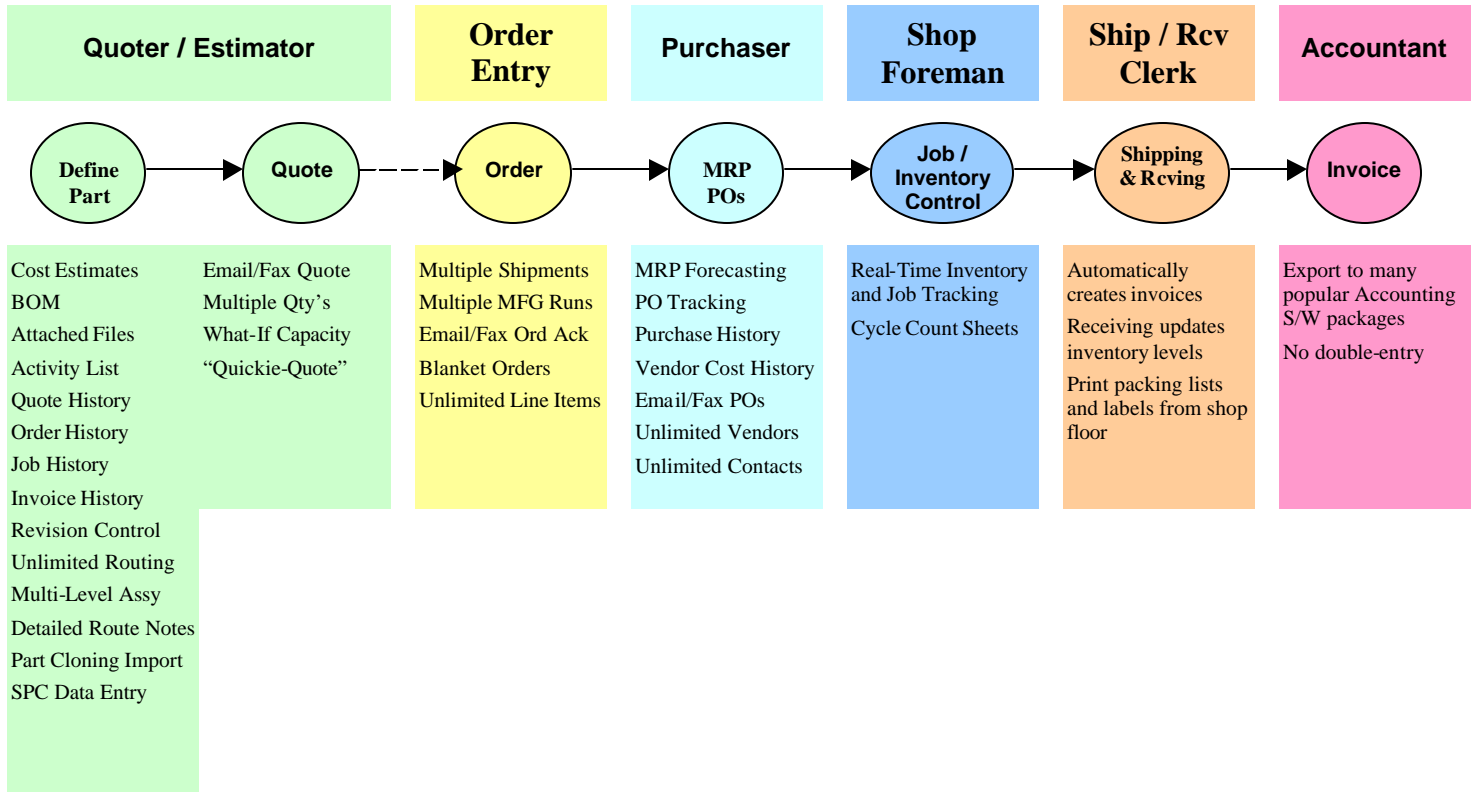 Quoter / Estimator
Order
Entry
Purchaser
Shop
Foreman
Ship / Rcv
Clerk
Accountant
Define
Part
Quote
Order
MRP
POs
Job /
Inventory
Control
Shipping
& Rcving
Invoice
Cost Estimates
BOM
Attached Files
Activity List
Quote History
Order History
Job History
Invoice History
Revision Control
Unlimited Routing
Multi-Level Assy
Detailed Route Notes
Part Cloning Import
SPC Data Entry
Email/Fax Quote
Multiple Qty’s
What-If Capacity
“Quickie-Quote”
Multiple Shipments
Multiple MFG Runs
Email/Fax Ord Ack
Blanket Orders
Unlimited Line Items
MRP Forecasting
PO Tracking
Purchase History
Vendor Cost History
Email/Fax POs
Unlimited Vendors
Unlimited Contacts
Real-Time Inventory
and Job Tracking
Cycle Count Sheets
Automatically
creates invoices
Receiving updates
inventory levels
Print packing lists
and labels from shop
floor
Export to many
popular Accounting
S/W packages
No double-entry